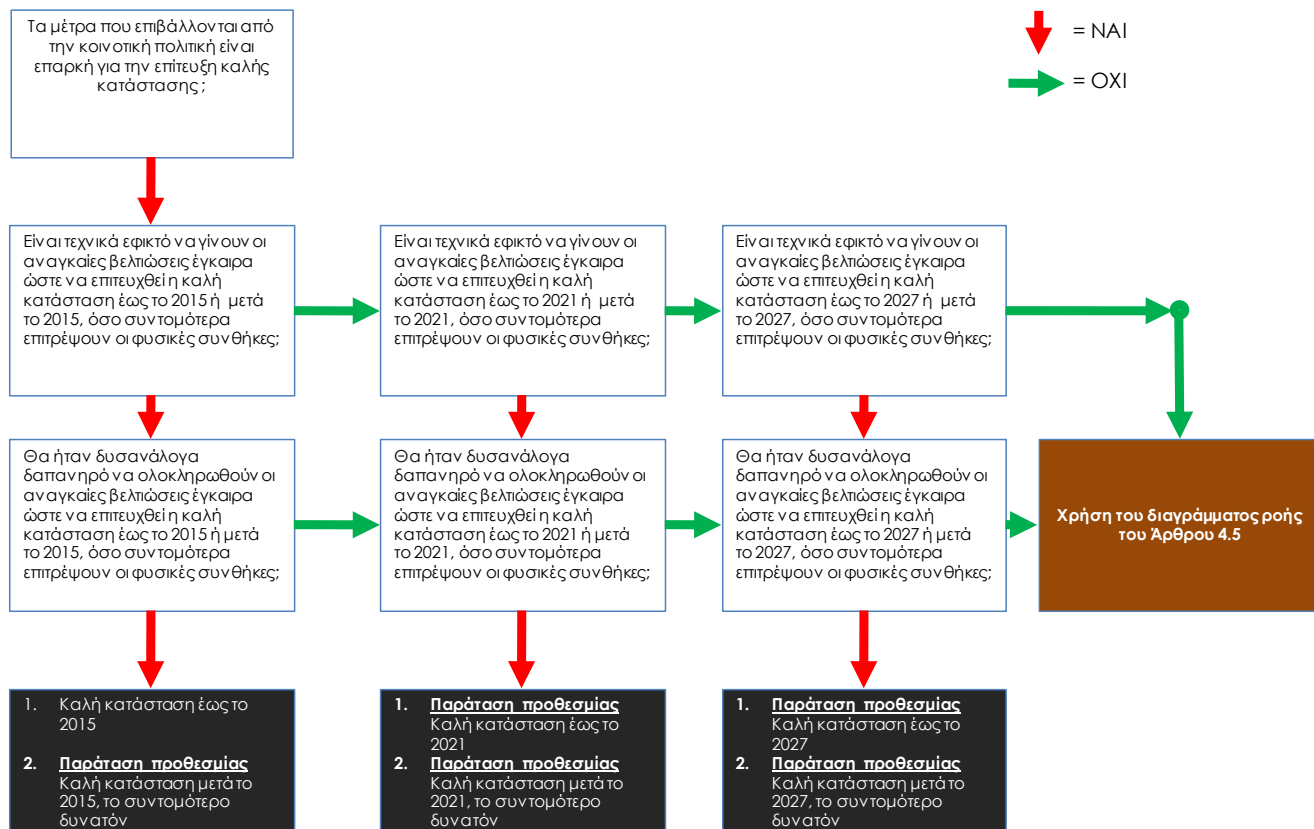 Τα μέτρα που επιβάλλονται από
την κοινοτική πολιτική είναι
επαρκή για την επίτευξη καλής
κατάστασης ;
= ΝΑΙ
= ΟΧΙ
Είναι τεχνικά εφικτό να γίνουν οι
αναγκαίες βελτιώσεις έγκαιρα
ώστε να επιτευχθεί η καλή
κατάσταση έως το 2015 ή μετά
το 2015, όσο συντομότερα
επιτρέψουν οι φυσικές συνθήκες;
Είναι τεχνικά εφικτό να γίνουν οι
αναγκαίες βελτιώσεις έγκαιρα
ώστε να επιτευχθεί η καλή
κατάσταση έως το 2021 ή μετά
το 2021, όσο συντομότερα
επιτρέψουν οι φυσικές συνθήκες;
Είναι τεχνικά εφικτό να γίνουν οι
αναγκαίες βελτιώσεις έγκαιρα
ώστε να επιτευχθεί η καλή
κατάσταση έως το 2027 ή μετά
το 2027, όσο συντομότερα
επιτρέψουν οι φυσικές συνθήκες;
Θα ήταν δυσανάλογα
δαπανηρό να ολοκληρωθούν οι
αναγκαίες βελτιώσεις έγκαιρα
ώστε να επιτευχθεί η καλή
κατάσταση έως το 2015 ή μετά
το 2015, όσο συντομότερα
επιτρέψουν οι φυσικές συνθήκες;
Θα ήταν δυσανάλογα
δαπανηρό να ολοκληρωθούν οι
αναγκαίες βελτιώσεις έγκαιρα
ώστε να επιτευχθεί η καλή
κατάσταση έως το 2021 ή μετά
το 2021, όσο συντομότερα
επιτρέψουν οι φυσικές συνθήκες;
Θα ήταν δυσανάλογα
δαπανηρό να ολοκληρωθούν οι
αναγκαίες βελτιώσεις έγκαιρα
ώστε να επιτευχθεί η καλή
κατάσταση έως το 2027 ή μετά
το 2027, όσο συντομότερα
επιτρέψουν οι φυσικές συνθήκες;
Χρήση του διαγράμματος ροής
του Άρθρου 4.5
1. Καλή κατάσταση έως το
2015
2. Παράταση προθεσμίας
Καλή κατάσταση μετά το
2015, το συντομότερο
δυνατόν
1. Παράταση προθεσμίας
Καλή κατάσταση έως το
2021
2. Παράταση προθεσμίας
Καλή κατάσταση μετά το
2021, το συντομότερο
δυνατόν
1. Παράταση προθεσμίας
Καλή κατάσταση έως το
2027
2. Παράταση προθεσμίας
Καλή κατάσταση μετά το
2027, το συντομότερο
δυνατόν